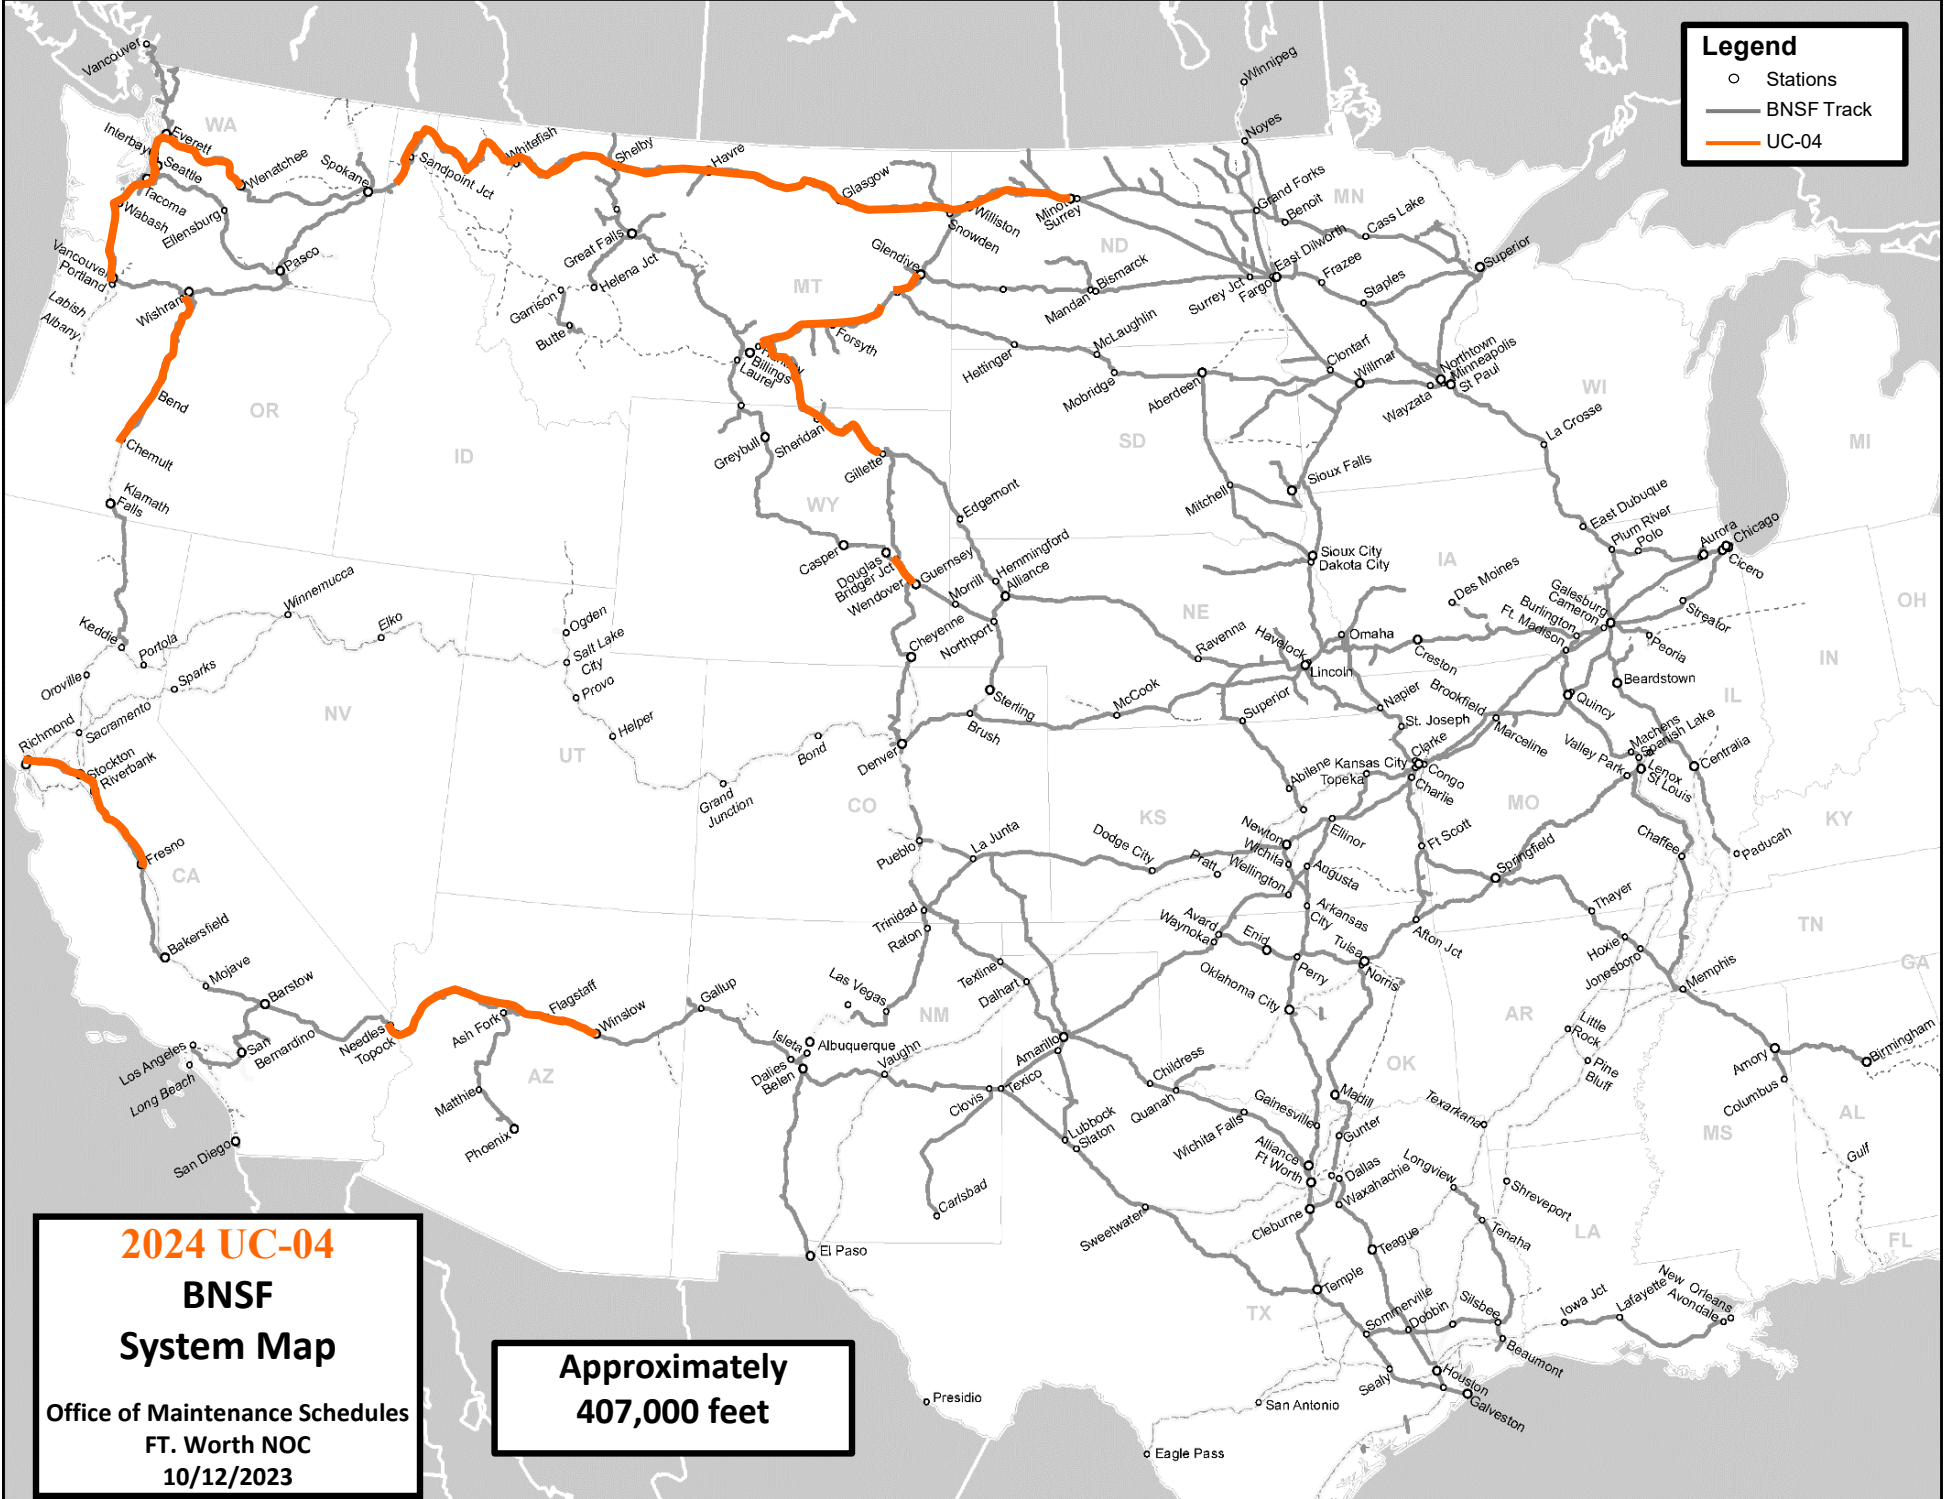 Legend
Stations
BNSF Track
UC-04
Vancouver
WA
Interbay
Everett
Seattle
Tacoma
Wabash
Wenatchee
Ellensburg
Spokane
Sandpoint Jct
Whitefish
Shelby
Havre
Glasgow
Williston
Snowden
Minot
Surrey
Winnipeg
Noyes
Grand Forks
Benoit
MN
Cass Lake
Superior
ND
East Dilworth
Fargo
Surrey Jct
Frazee
Staples
Glendive
Bismarck
Mandan
MT
Great Falls
Helena Jct
Garrison
Butte
Forsyth
Billings
Laurel
Vancouver
Portland
Labish
Albany
Wishram
Pasco
Hettinger
McLaughlin
Mobridge
Aberdeen
Clontarf
Willmar
Northtown
Minneapolis
St Paul
Wayzata
WI
MI
La Crosse
Bend
OR
ID
Chemult
Klamath
Falls
Greybull
Sheridan
Gillette
SD
Sioux Falls
Mitchell
WY
Edgemont
East Dubuque
Plum River
Polo
Aurora
Chicago
Cicero
Casper
Douglas
Bridger Jct
Wendover
Guernsey
Morrill
Hemmingford
Alliance
Northport
Cheyenne
Sioux City
Dakota City
IA
Des Moines
Galesburg
Cameron
Burlington
Ft. Madison
Streator
Peoria
OH
IN
IL
NE
Ravenna
Havelock
Omaha
Lincoln
Creston
Keddie
Portola
Winnemucca
Elko
Ogden
Salt Lake
City
Provo
Helper
Oroville
Sparks
Sacramento
Richmond
Stockton
Riverbank
NV
UT
Bond
Grand
Junction
Denver
CO
Sterling
Brush
McCook
Superior
Napier
St. Joseph
Brookfield
Marceline
Quincy
Beardstown
Valley Park
Machens
Spanish Lake
Lenox
St Louis
Centralia
Clarke
Kansas City
Congo
Charlie
Abilene
Topeka
KS
MO
KY
Fresno
CA
Bakersfield
Mojave
Barstow
Pueblo
La Junta
Dodge City
Pratt
Newton
Wichita
Wellington
Ellinor
Augusta
Ft Scott
Springfield
Chaffee
Paducah
Trinidad
Raton
Avard
Waynoka
Enid
Arkansas
City
Tulsa
Norris
Afton Jct
Thayer
Hoxie
Jonesboro
TN
Memphis
GA
Los Angeles
Long Beach
San
Bernardino
San Diego
Needles
Topock
Ash Fork
Flagstaff
Winslow
Gallup
Las Vegas
NM
Texline
Dalhart
Perry
Oklahoma City
AR
Little
Rock
Pine
Bluff
Matthie
Phoenix
AZ
Isleta
Albuquerque
Dalies
Belen
Vaughn
Amarillo
Clovis
Texico
Childress
Quanah
OK
Madill
Amory
Columbus
Birmingham
AL
MS
Gulf
Lubbock
Slaton
Wichita Falls
Gainesville
Gunter
Texarkana
Alliance
Ft Worth
Dallas
Waxahachie
Longview
Shreveport
Carlsbad
Sweetwater
Cleburne
Teague
Tenaha
LA
FL
El Paso
Temple
TX
Sommerville
Dobbin
Silsbee
Beaumont
Iowa Jct
Lafayette
New Orleans
Avondale
Sealy
Houston
Galveston
San Antonio
Presidio
Eagle Pass
2024 UC-04
BNSF
System Map
Office of Maintenance Schedules
FT. Worth NOC
10/12/2023
Approximately
407,000 feet